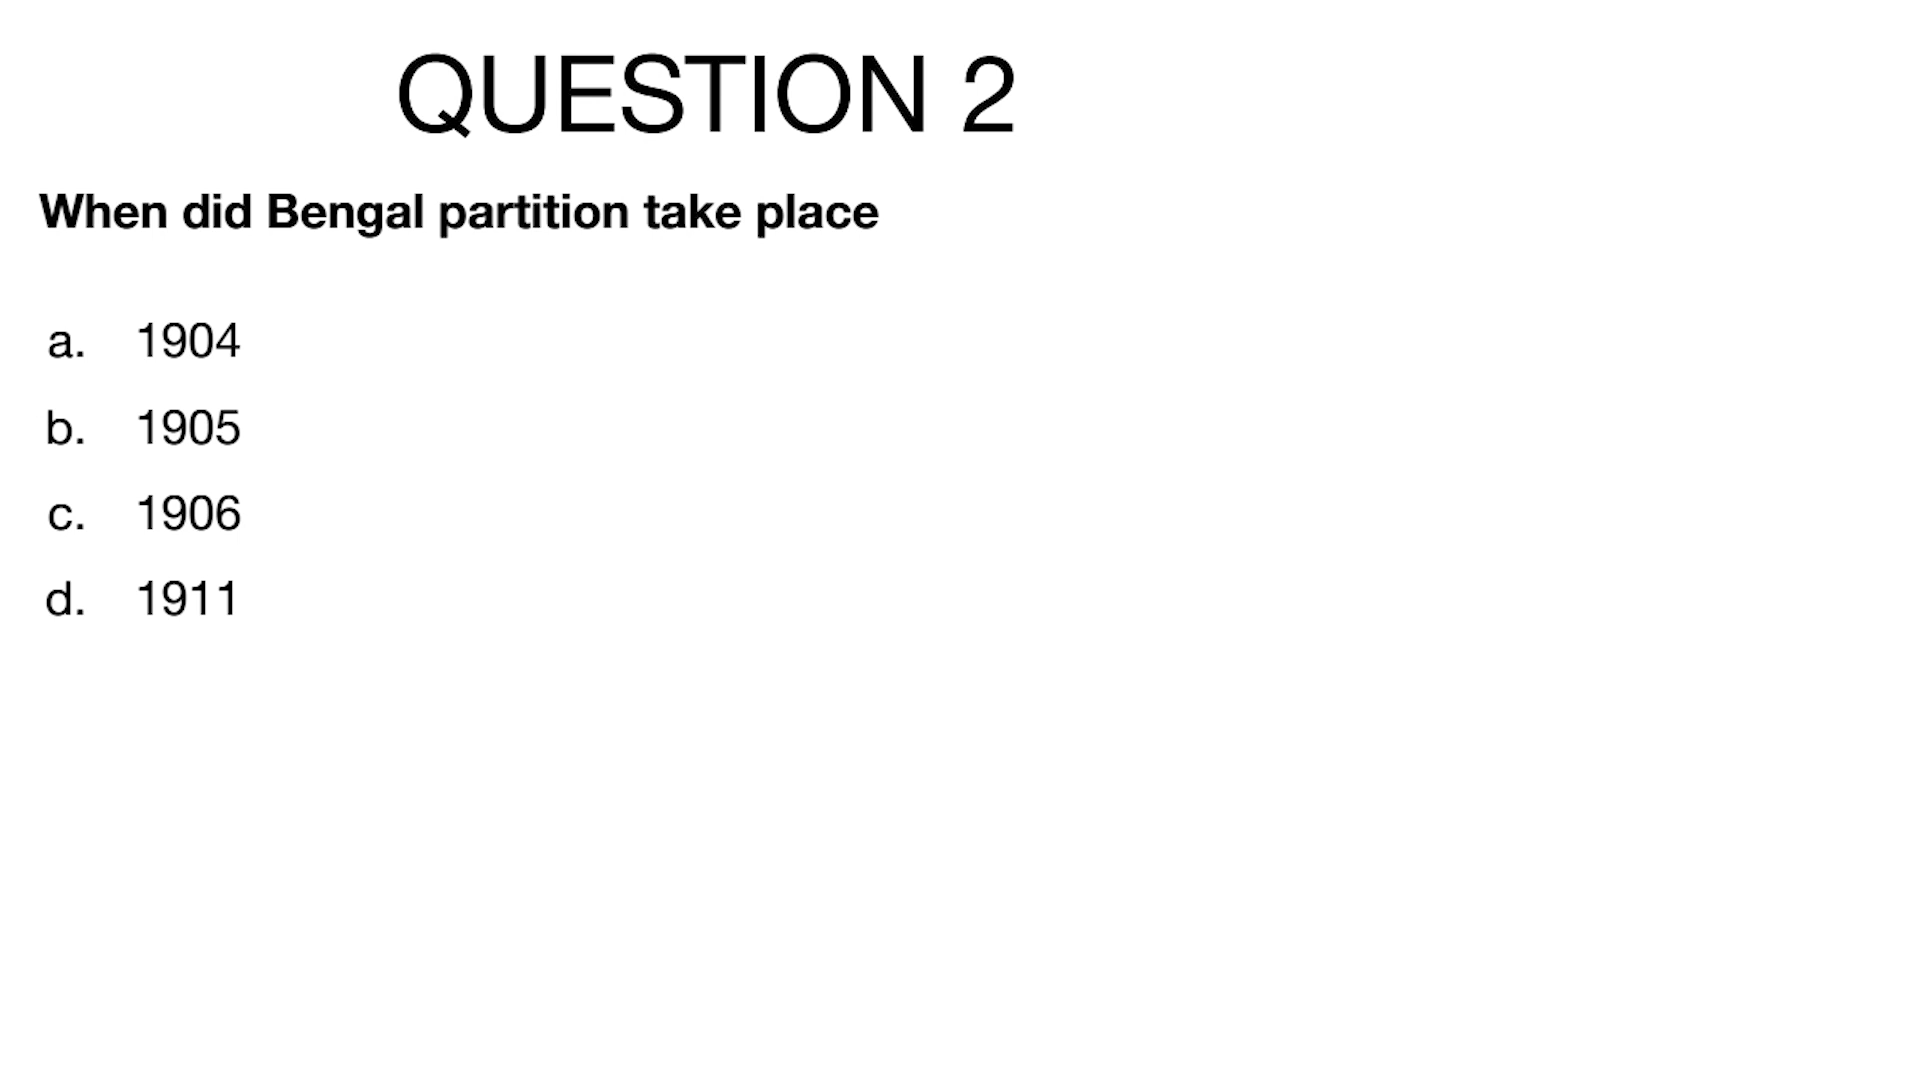 QUESTION 2
When did Bengal partition take place
a. 1904
b. 1905
c. 1906
d. 1911